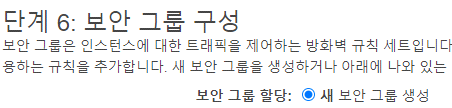 단계 6: 보안 그룹 구성
보안 그룹은 인스턴스에 대한 트래픽을 제어하는 방화벽 규칙 세트입니다
용하는 규칙을 추가합니다. 새 보안 그룹을 생성하거나 아래에 나와 있는
보안 그룹 할당: 새 보안 그룹 생성